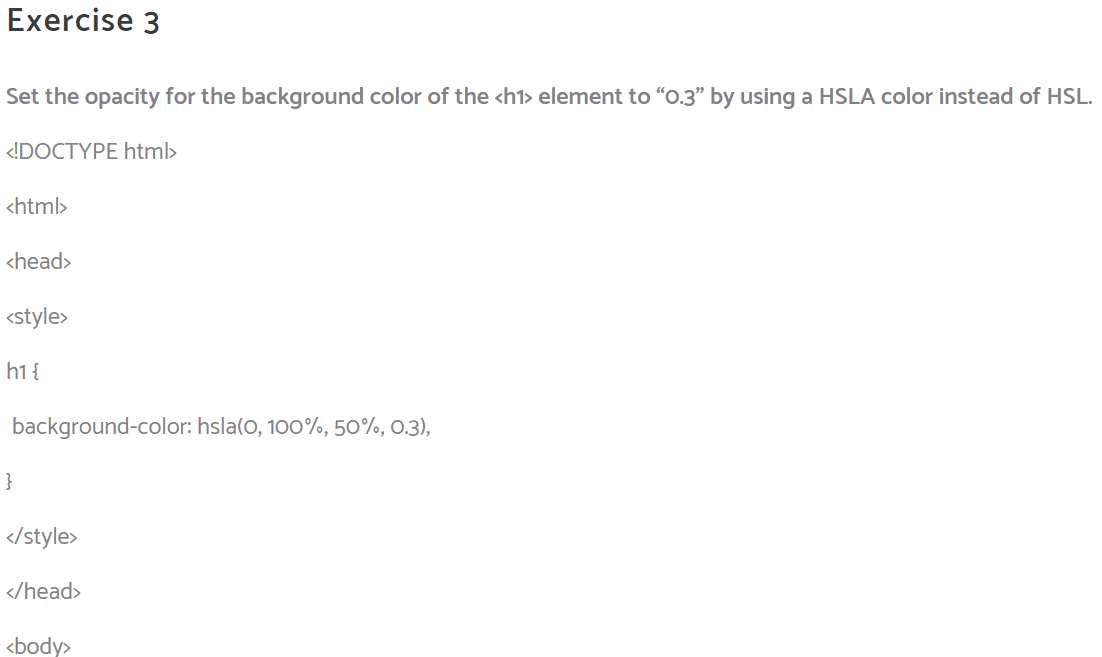 Exercise 3
Set the opacity for the background color of the <h1> element to “0.3” by using a HSLA color instead of HSL.
<!DOCTYPE html>
<html>
<head>
<style>
h1 {
background-color: hsla(0, 100%, 50%, 0.3),
}
</style>
</head>
<body>